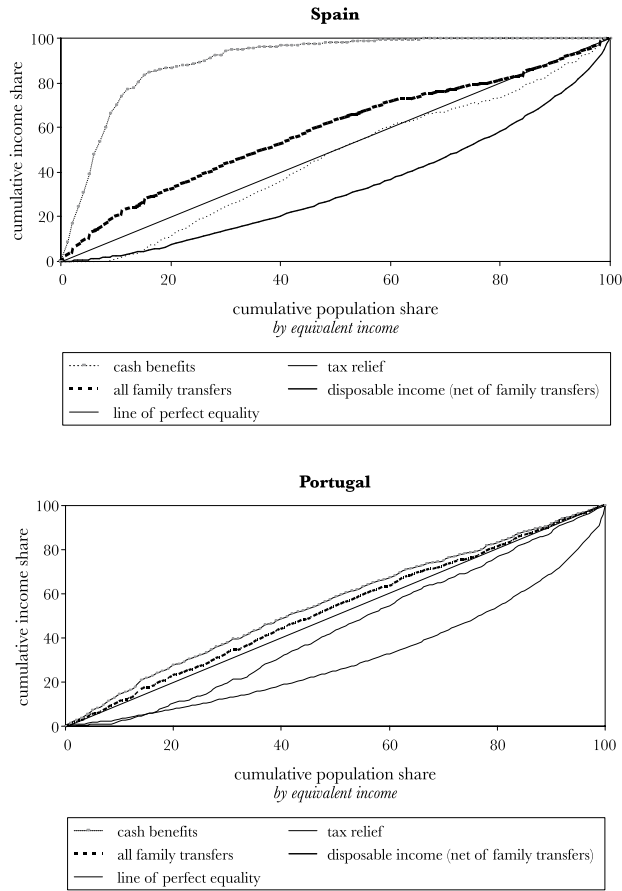 Spain
100
80
60
40
20
0
cumulative income share
0 20 40 60 80 100
cumulative population share
by equivalent income
cash benefits tax relief
all family transfers disposable income (net of family transfers)
line of perfect equality
Portugal
100
80
60
40
20
0
cumulative income share
0 20 40 60 80 100
cumulative population share
by equivalent income
cash benefits tax relief
all family transfers disposable income (net of family transfers)
line of perfect equality